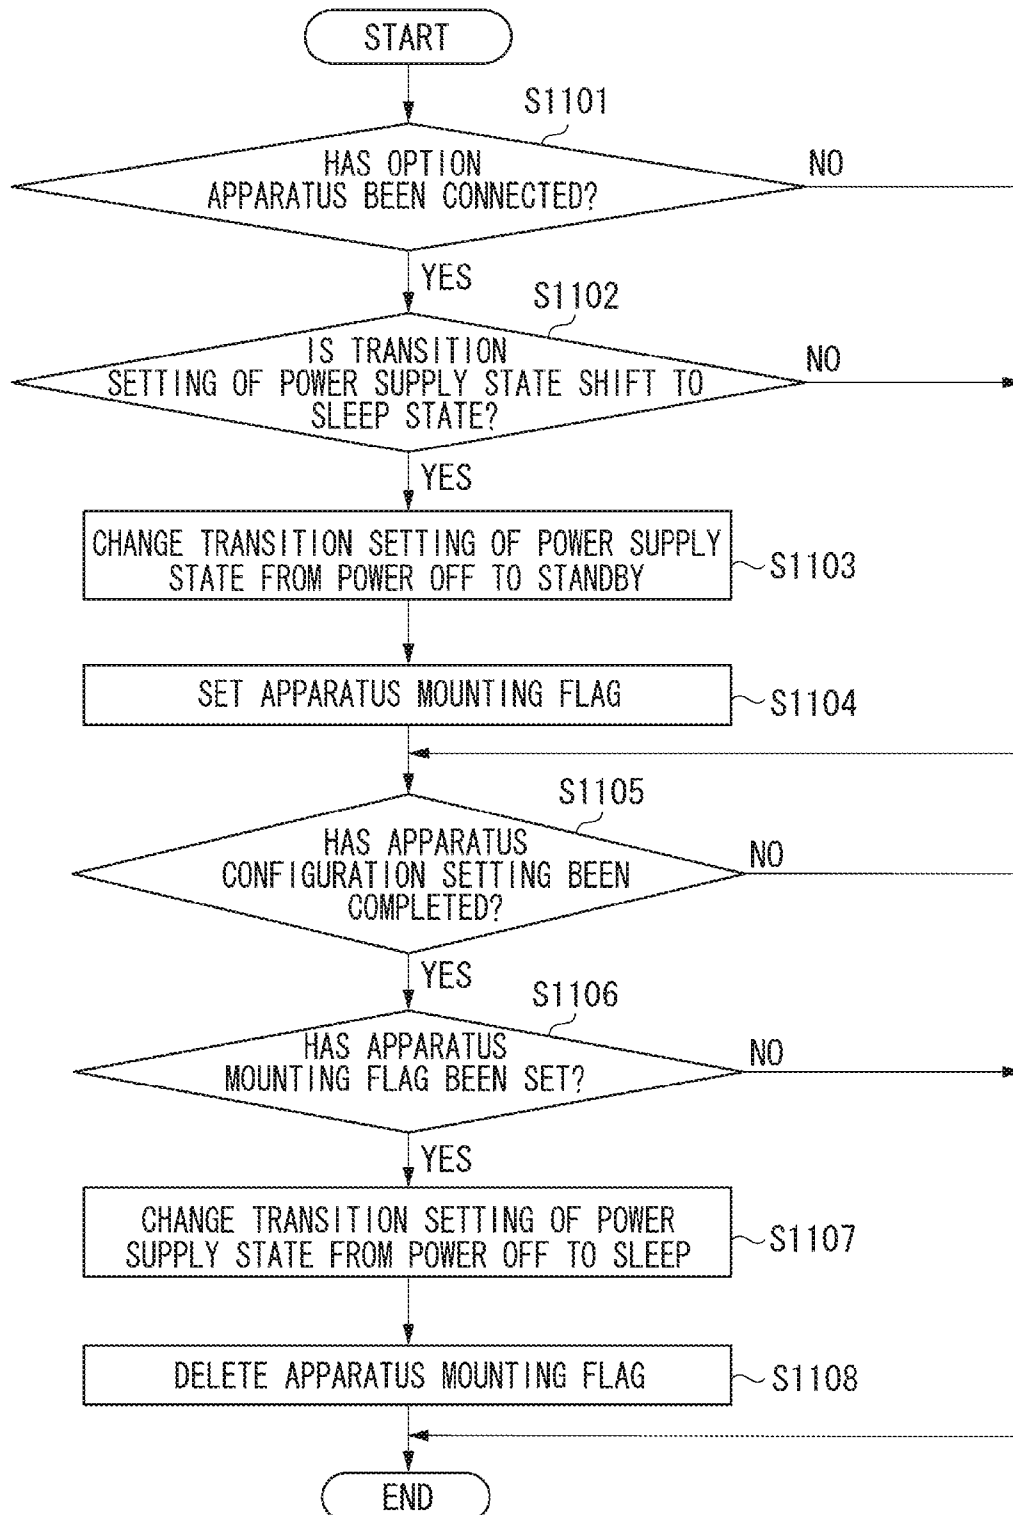 START
S1101
HAS OPTION
APPARATUS BEEN CONNECTED?
NO
YES
S1102
IS TRANSITION
SETTING OF POWER SUPPLY STATE SHIFT TO
SLEEP STATE?
NO
YES
CHANGE TRANSITION SETTING OF POWER SUPPLY
STATE FROM POWER OFF TO STANDBY
S1103
SET APPARATUS MOUNTING FLAG
S1104
S1105
HAS APPARATUS
CONFIGURATION SETTING BEEN
COMPLETED?
NO
YES
S1106
HAS APPARATUS
MOUNTING FLAG BEEN SET?
NO
YES
CHANGE TRANSITION SETTING OF POWER
SUPPLY STATE FROM POWER OFF TO SLEEP
S1107
DELETE APPARATUS MOUNTING FLAG
S1108
END